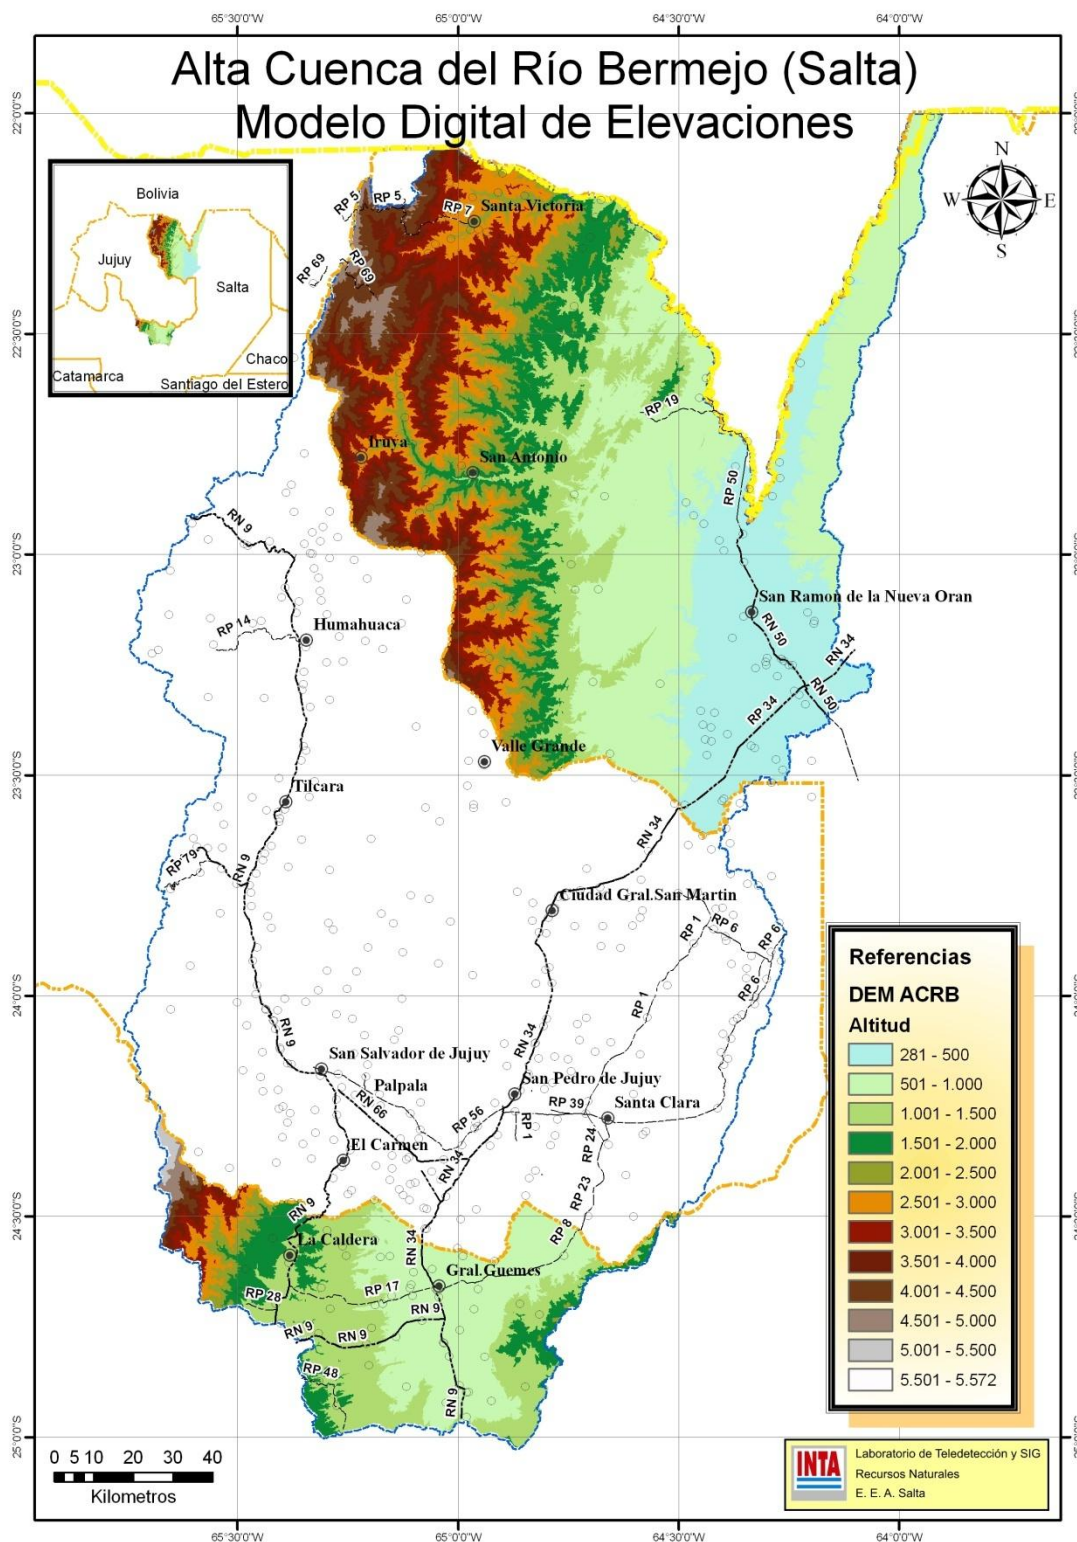 65°30'0"W
65°0'0"W
64°30'0"W
64°0'0"W
Alta Cuenca del Río Bermejo (Salta)
Modelo Digital de Elevaciones
22°0'0"S
22°30'0"S
23°0'0"S
23°30'0"S
24°0'0"S
24°30'0"S
25°0'0"S
N
W
E
S
Bolivia
Jujuy
Salta
Chaco
Catamarca
Santiago del Estero
RP 5
RP 5
RP 7
Santa Victoria
RP 69
RP 69
RP 19
Iruya
San Antonio
RP 50
RN 9
San Ramon de la Nueva Oran
RP 14
Humahuaca
RN 50
RN 34
RN 50
RP 34
Valle Grande
Tilcara
RN 34
RP 79
RN 9
Ciudad Gral.San Martin
RP 1
RP 6
RP 6
RP 6
RP 1
RN 9
RN 34
San Salvador de Jujuy
Palpala
RN 66
San Pedro de Jujuy
RP 39
Santa Clara
RP 56
RP 1
RP 24
El Carmen
RN 34
RP 23
RN 9
RP 8
La Caldera
RN 34
Gral.Guemes
RP 17
RP 28
RN 9
RN 9
RN 9
RP 48
RN 9
Referencias
DEM ACRB
Altitud
281 - 500
501 - 1.000
1.001 - 1.500
1.501 - 2.000
2.001 - 2.500
2.501 - 3.000
3.001 - 3.500
3.501 - 4.000
4.001 - 4.500
4.501 - 5.000
5.001 - 5.500
5.501 - 5.572
0 5 10 20 30 40
Kilometros
INTA
Laboratorio de Teledetección y SIG
Recursos Naturales
E. E. A. Salta
65°30'0"W
65°0'0"W
64°30'0"W
64°0'0"W